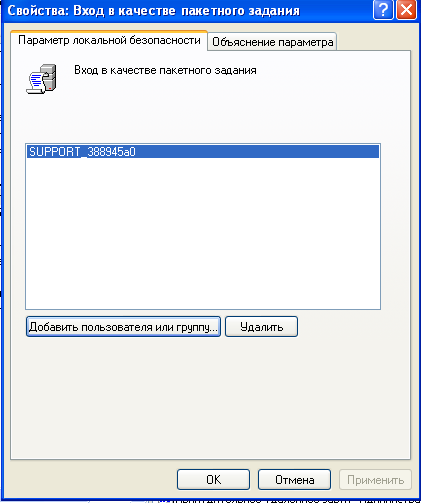 Свойства: Вход в качестве пакетного задания
Параметр локальной безопасности
Объяснение параметра
Вход в качестве пакетного задания
SUPPORT_388945a0
Добавить пользователя или группу...
Удалить
OK
Отмена
Применить